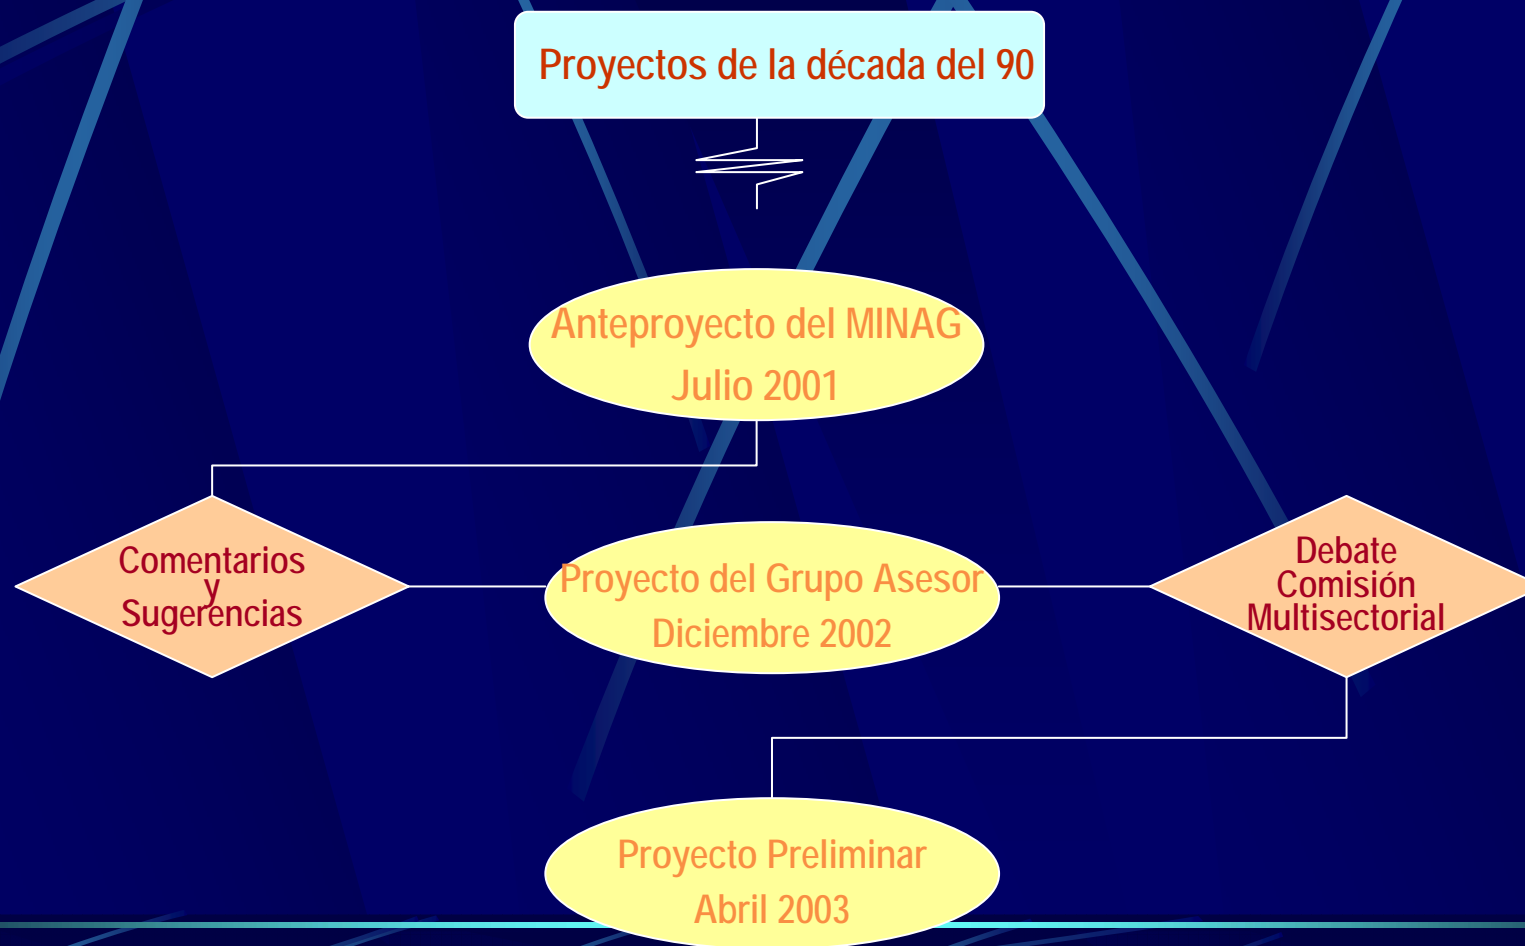 Proyectos de la década del 90
Anteproyecto del MINAG
Julio 2001
Comentarios
y
Sugerencias
Proyecto del Grupo Asesor
Diciembre 2002
Debate
Comisión
Multisectorial
Proyecto Preliminar
Abril 2003